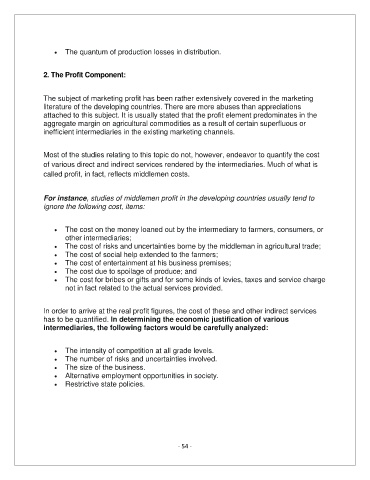 • The quantum of production losses in distribution.
2. The Profit Component:
The subject of marketing profit has been rather extensively covered in the marketing
literature of the developing countries. There are more abuses than appreciations
attached to this subject. It is usually stated that the profit element predominates in the
aggregate margin on agricultural commodities as a result of certain superfluous or
inefficient intermediaries in the existing marketing channels.
Most of the studies relating to this topic do not, however, endeavor to quantify the cost
of various direct and indirect services rendered by the intermediaries. Much of what is
called profit, in fact, reflects middlemen costs.
For instance, studies of middlemen profit in the developing countries usually tend to
ignore the following cost, items:
• The cost on the money loaned out by the intermediary to farmers, consumers, or
other intermediaries;
• The cost of risks and uncertainties borne by the middleman in agricultural trade;
• The cost of social help extended to the farmers;
• The cost of entertainment at his business premises;
• The cost due to spoilage of produce; and
• The cost for bribes or gifts and for some kinds of levies, taxes and service charge
not in fact related to the actual services provided.
In order to arrive at the real profit figures, the cost of these and other indirect services
has to be quantified. In determining the economic justification of various
intermediaries, the following factors would be carefully analyzed:
• The intensity of competition at all grade levels.
• The number of risks and uncertainties involved.
• The size of the business.
• Alternative employment opportunities in society.
• Restrictive state policies.
- 54 -